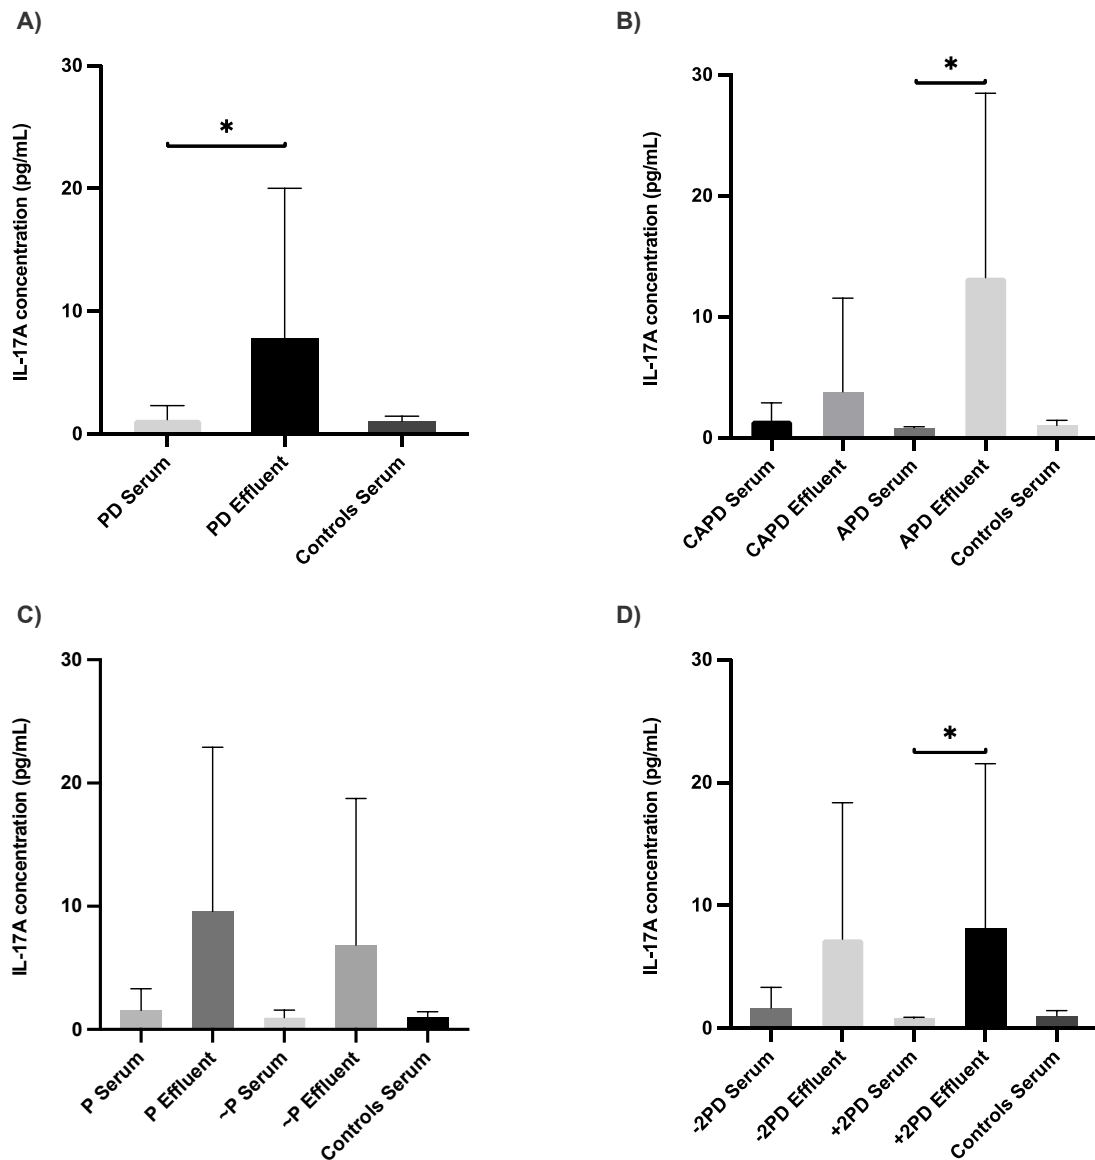 A)
IL-17A concentration (pg/mL)
30
20
10
0
*
PD Serum
PD Effluent
Controls Serum
B)
IL-17A concentration (pg/mL)
30
20
10
0
*
CAPD Serum
CAPD Effluent
APD Serum
APD Effluent
Controls Serum
C)
IL-17A concentration (pg/mL)
30
20
10
0
P Serum
P Effluent
~P Serum
~P Effluent
Controls Serum
D)
IL-17A concentration (pg/mL)
30
20
10
0
*
-2PD Serum
-2PD Effluent
+2PD Serum
+2PD Effluent
Controls Serum